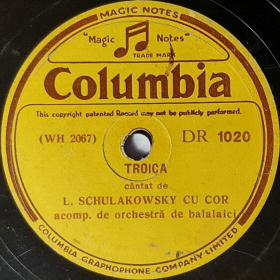 MAGIC NOTES
"Magic Notes"
TRADE MARK
Columbia
This copyright patented Record may not be publicly performed.
(WH 2067) DR 1020
TROICA
cântat de
L. SCHULAKOWSKY CU COR
acomp. de orchestră de balalaici
COLUMBIA GRAPHOPHONE COMPANY LIMITED